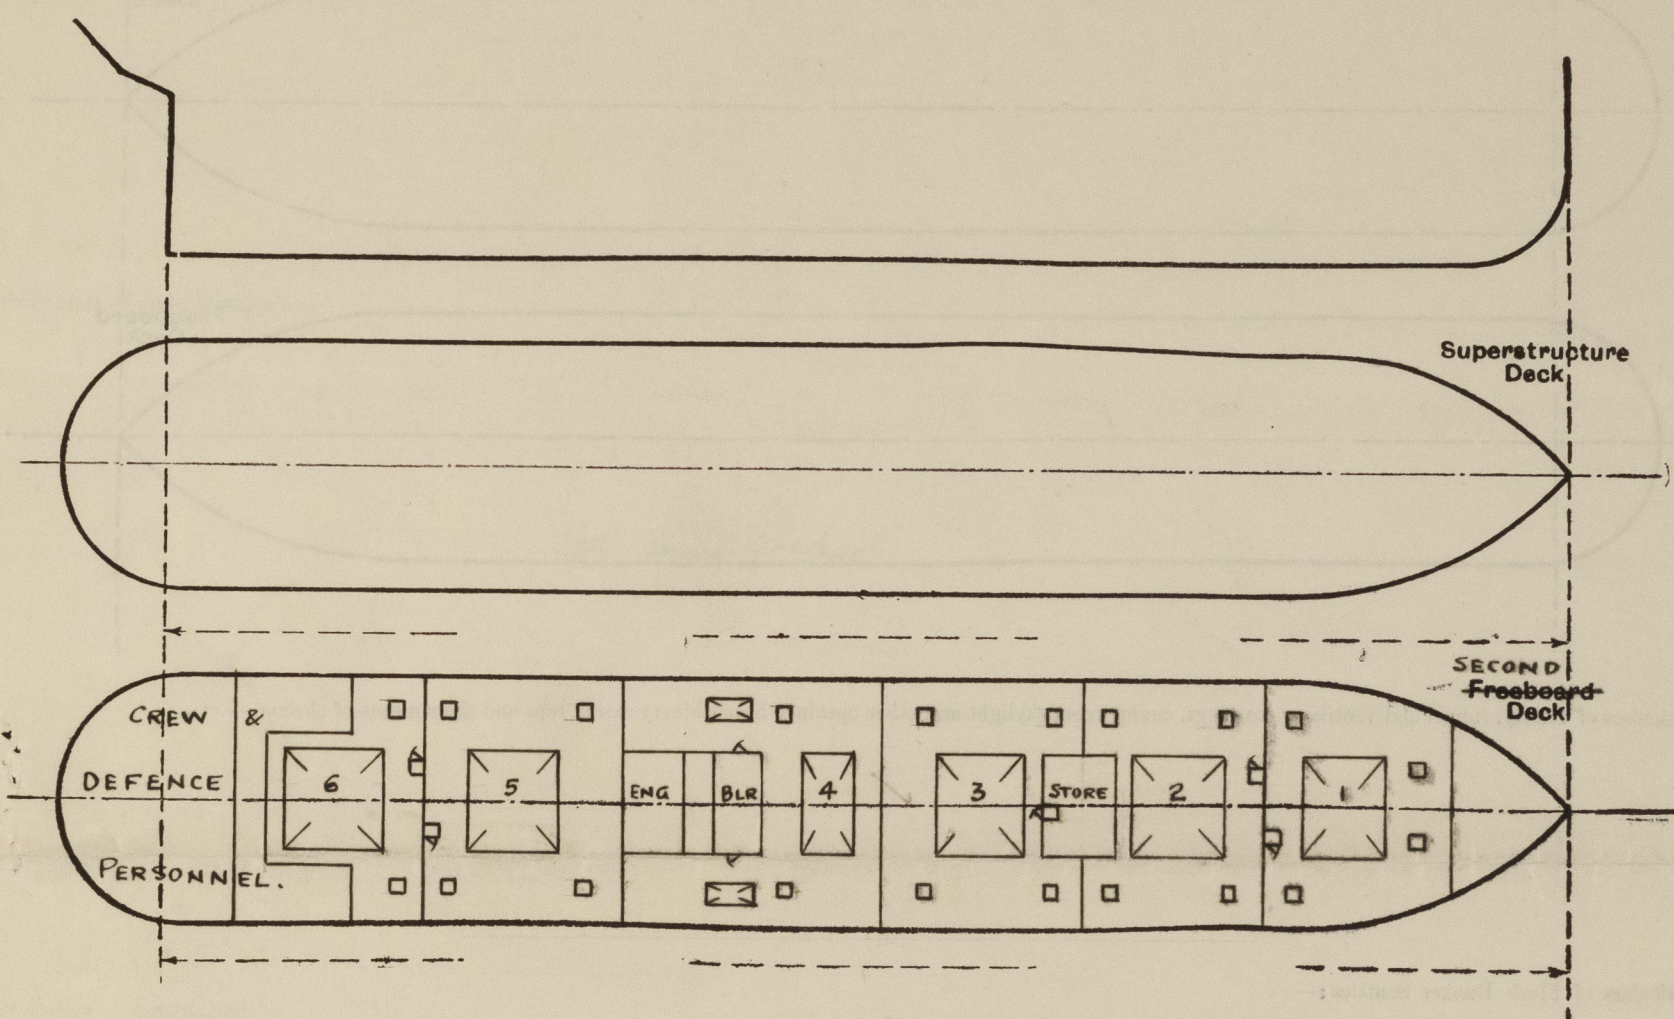 Superstructure
Deck
SECOND
Freeboard
Deck
CREW &
DEFENCE
PERSONNEL.
6
5
ENG
BLR
4
3
STORE
2
1